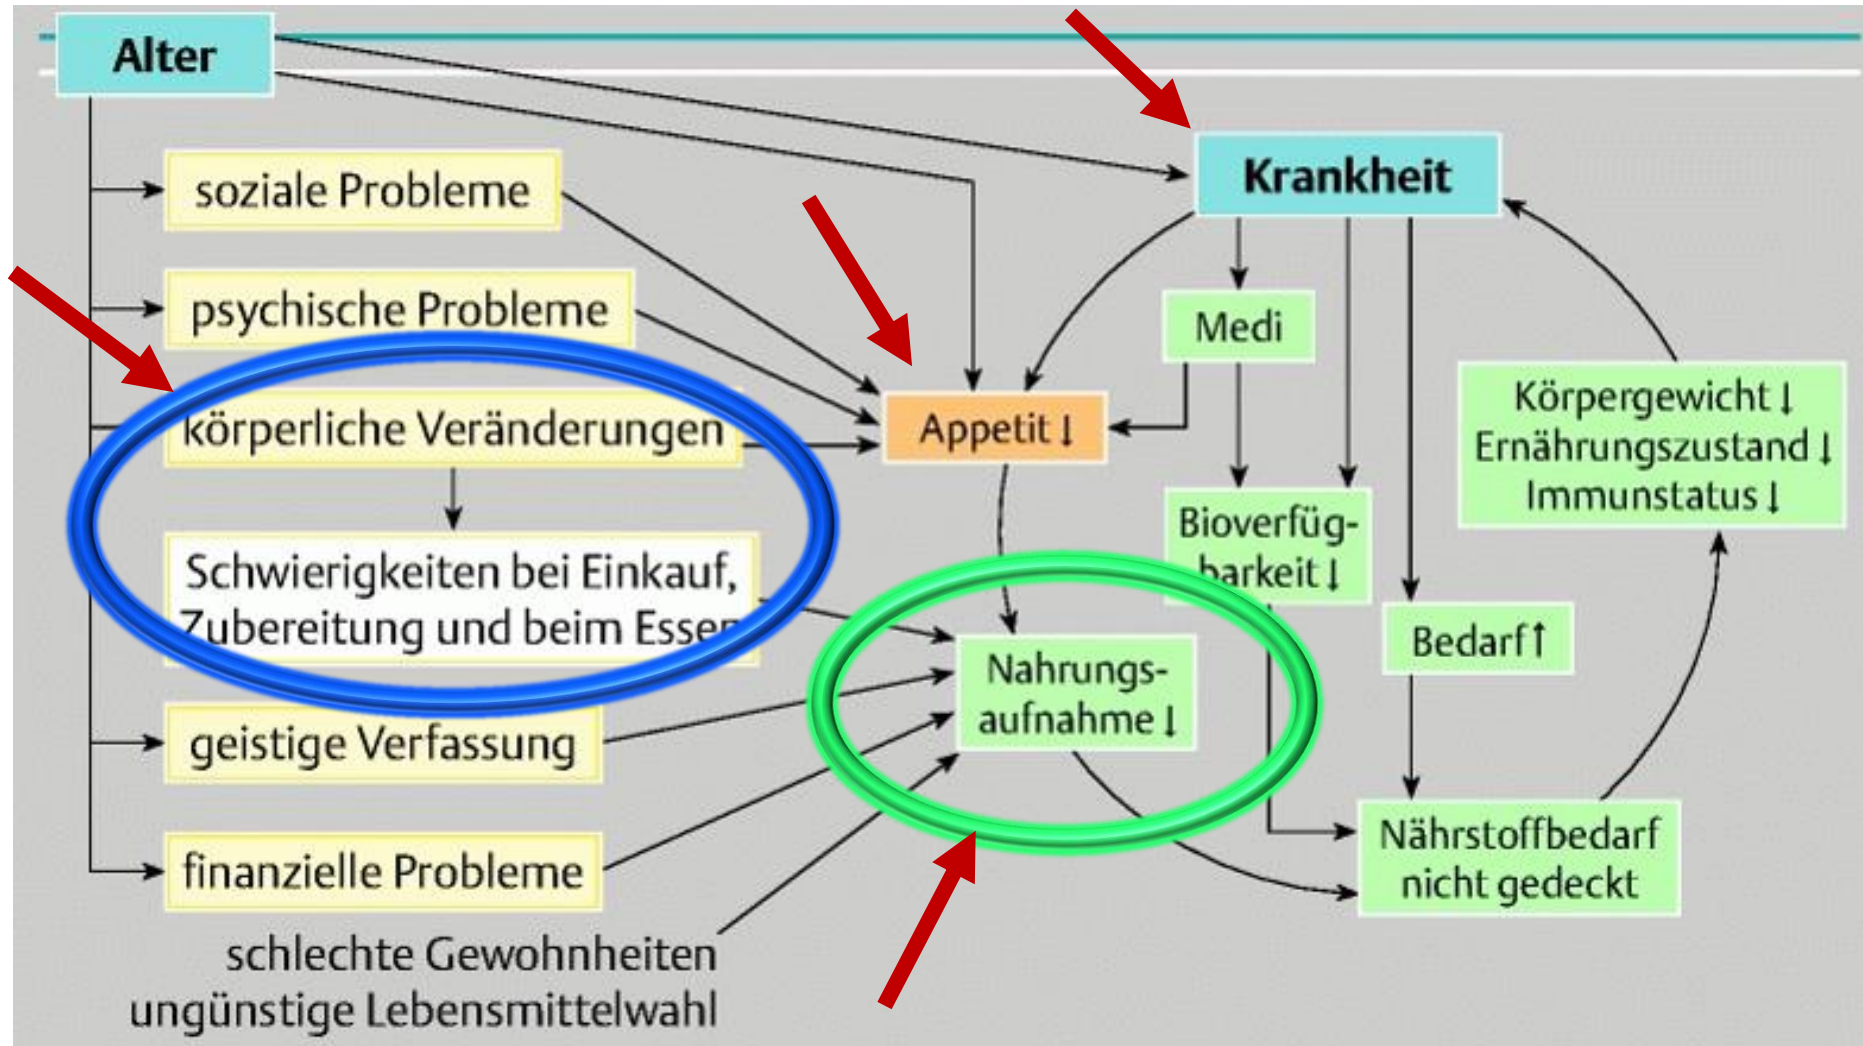 Alter
Krankheit
soziale Probleme
psychische Probleme
körperliche Veränderungen
Schwierigkeiten bei Einkauf,
Zubereitung und beim Essen
geistige Verfassung
finanzielle Probleme
schlechte Gewohnheiten
ungünstige Lebensmittelwahl
Appetit ↓
Nahrungs-
aufnahme ↓
Medi
Bioverfüg-
barkeit ↓
Bedarf ↑
Nährstoffbedarf
nicht gedeckt
Körpergewicht ↓
Ernährungszustand ↓
Immunstatus ↓